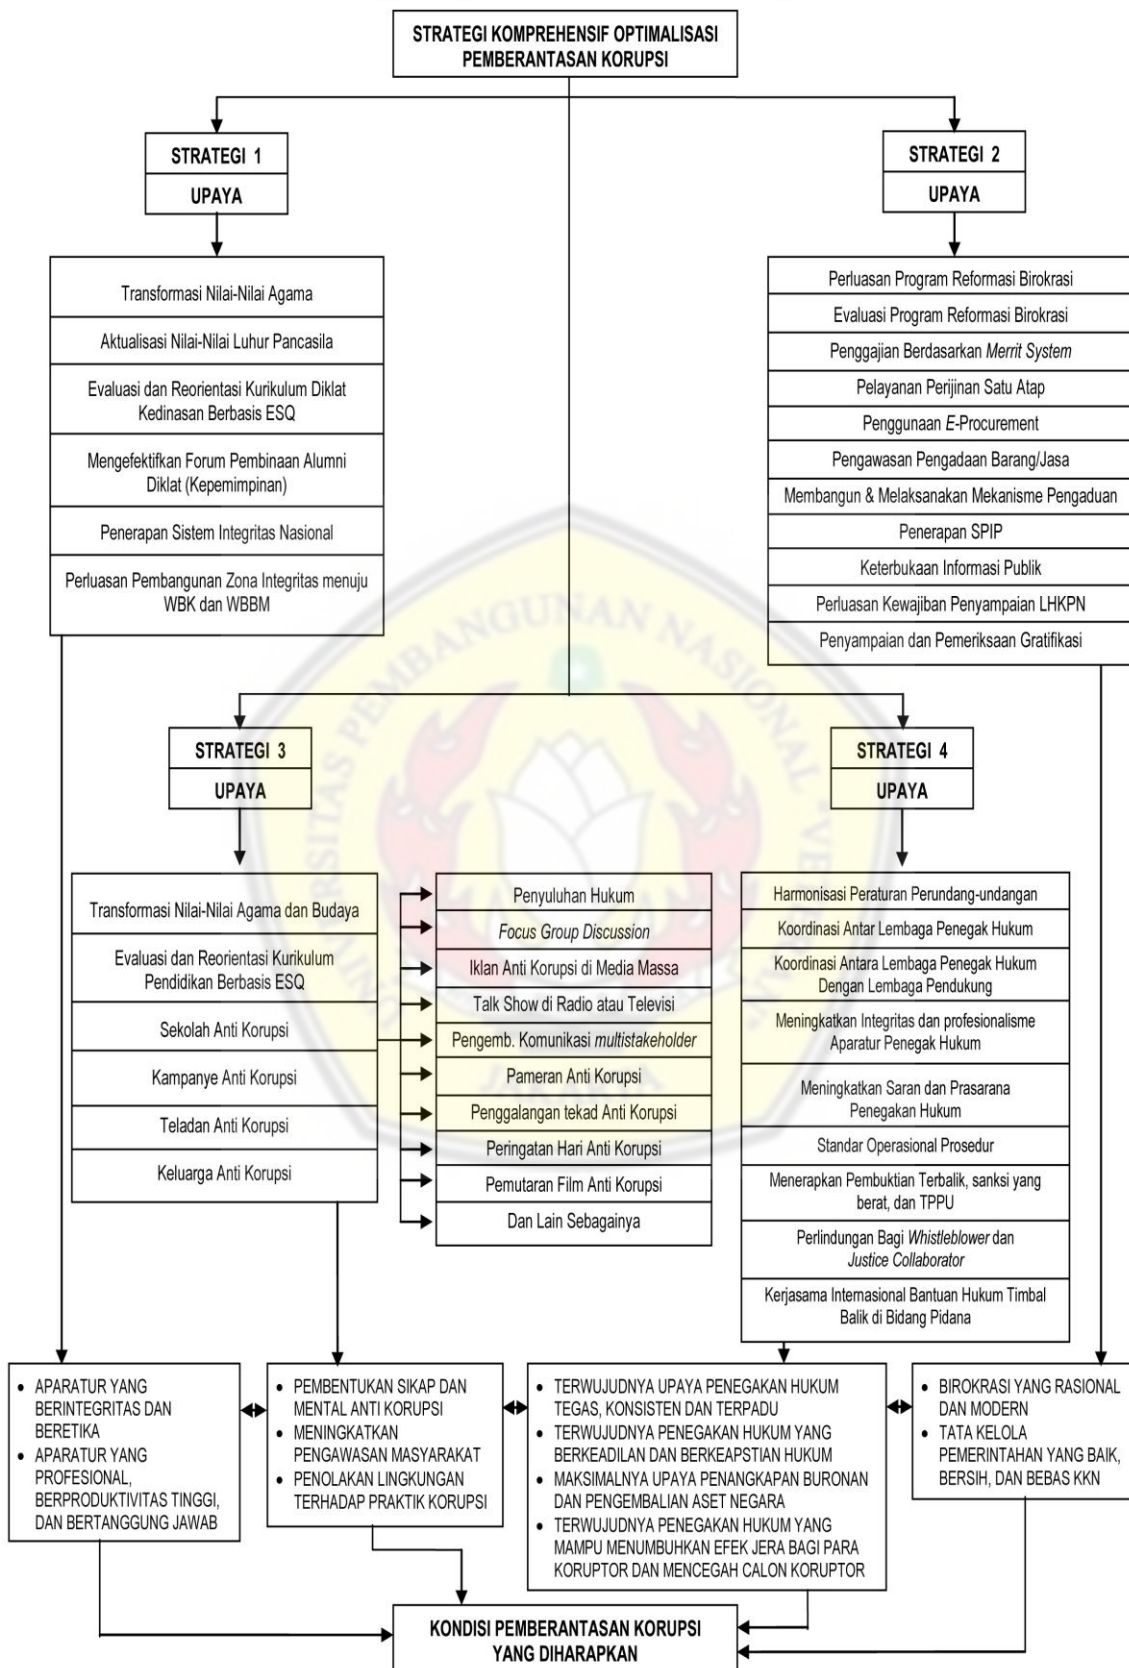 STRATEGI KOMPREHENSIF OPTIMALISASI
PEMBERANTASAN KORUPSI
STRATEGI 1
UPAYA
STRATEGI 2
UPAYA
Transformasi Nilai-Nilai Agama
Aktualisasi Nilai-Nilai Luhur Pancasila
Evaluasi dan Reorientasi Kurikulum Diklat
Kedinasan Berbasis ESQ
Mengefektifkan Forum Pembinaan Alumni
Diklat (Kepemimpinan)
Penerapan Sistem Integritas Nasional
Perluasan Pembangunan Zona Integritas menuju
WBK dan WBBM
Perluasan Program Reformasi Birokrasi
Evaluasi Program Reformasi Birokrasi
Penggajian Berdasarkan Merrit System
Pelayanan Perijinan Satu Atap
Penggunaan E-Procurement
Pengawasan Pengadaan Barang/Jasa
Membangun & Melaksanakan Mekanisme Pengaduan
Penerapan SPIP
Keterbukaan Informasi Publik
Perluasan Kewajiban Penyampaian LHKPN
Penyampaian dan Pemeriksaan Gratifikasi
STRATEGI 3
UPAYA
STRATEGI 4
UPAYA
Transformasi Nilai-Nilai Agama dan Budaya
Evaluasi dan Reorientasi Kurikulum
Pendidikan Berbasis ESQ
Sekolah Anti Korupsi
Kampanye Anti Korupsi
Teladan Anti Korupsi
Keluarga Anti Korupsi
Penyuluhan Hukum
Focus Group Discussion
Iklan Anti Korupsi di Media Massa
Talk Show di Radio atau Televisi
Pengemb. Komunikasi multistakeholder
Pameran Anti Korupsi
Penggalangan tekad Anti Korupsi
Peringatan Hari Anti Korupsi
Pemutaran Film Anti Korupsi
Dan Lain Sebagainya
Harmonisasi Peraturan Perundang-undangan
Koordinasi Antar Lembaga Penegak Hukum
Koordinasi Antara Lembaga Penegak Hukum
Dengan Lembaga Pendukung
Meningkatkan Integritas dan profesionalisme
Aparatur Penegak Hukum
Meningkatkan Saran dan Prasarana
Penegakan Hukum
Standar Operasional Prosedur
Menerapkan Pembuktian Terbalik, sanksi yang
berat, dan TPPU
Perlindungan Bagi Whistleblower dan
Justice Collaborator
Kerjasama Internasional Bantuan Hukum Timbal
Balik di Bidang Pidana
• APARATUR YANG
BERINTEGRITAS DAN
BERETIKA
• APARATUR YANG
PROFESIONAL,
BERPRODUKTIVITAS TINGGI,
DAN BERTANGGUNG JAWAB
• PEMBENTUKAN SIKAP DAN
MENTAL ANTI KORUPSI
• MENINGKATKAN
PENGAWASAN MASYARAKAT
• PENOLAKAN LINGKUNGAN
TERHADAP PRAKTIK KORUPSI
• TERWUJUDNYA UPAYA PENEGAKAN HUKUM
TEGAS, KONSISTEN DAN TERPADU
• TERWUJUDNYA PENEGAKAN HUKUM YANG
BERKEADILAN DAN BERKEAPSTIAN HUKUM
• MAKSIMALNYA UPAYA PENANGKAPAN BURONAN
DAN PENGEMBALIAN ASET NEGARA
• TERWUJUDNYA PENEGAKAN HUKUM YANG
MAMPU MENUMBUHKAN EFEK JERA BAGI PARA
KORUPTOR DAN MENCEGAH CALON KORUPTOR
• BIROKRASI YANG RASIONAL
DAN MODERN
• TATA KELOLA
PEMERINTAHAN YANG BAIK,
BERSIH, DAN BEBAS KKN
KONDISI PEMBERANTASAN KORUPSI
YANG DIHARAPKAN
UNIVERSITAS PEMBANGUNAN NASIONAL
JAKARTA